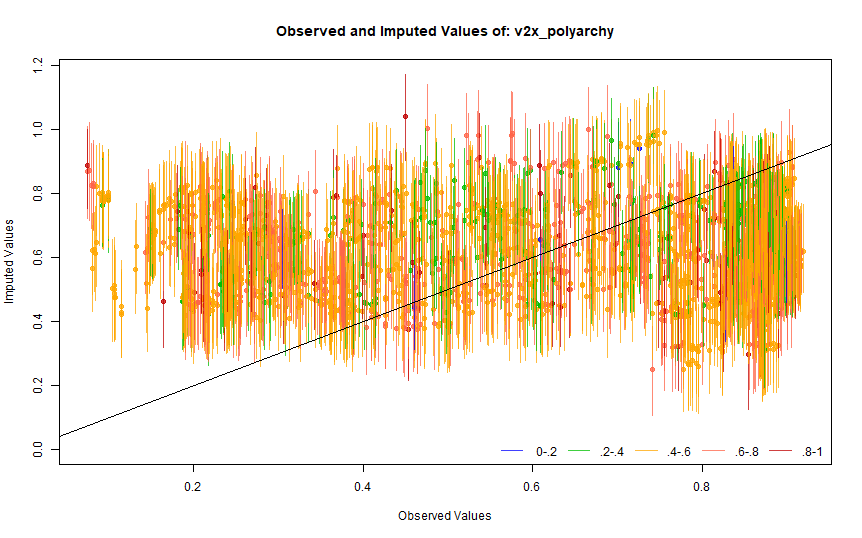 Observed and Imputed Values of: v2x_polyarchy
Imputed Values
1.2
1.0
0.8
0.6
0.4
0.2
0.0
0-.2 .2-.4 .4-.6 .6-.8 .8-1
0.2 0.4 0.6 0.8
Observed Values